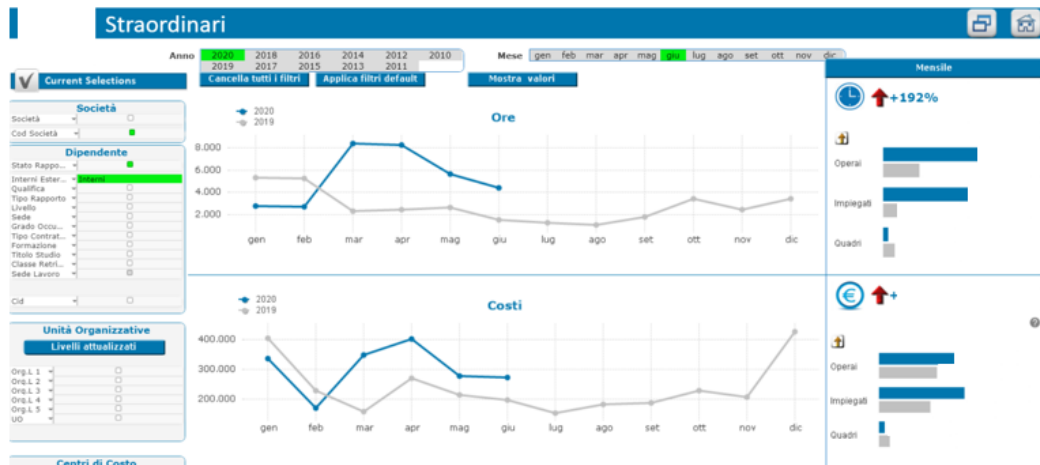 Straordinari
Anno 2020 2018 2016 2014 2012 2010
2019 2017 2015 2013 2011
Mese gen feb mar apr mag giu lug ago set ott nov dic
Cancella tutti i filtri Applica filtri default Mostra valori
Current Selections
Società
Società
Cod Società
Dipendente
Stato Rappo...
Interni Ester... Interni
Qualifica
Tipo Rapporto
Livello
Sede
Grado Occu...
Tipo Contrat...
Formazione
Titolo Studio
Classe Retri...
Sede Lavoro
Cid
Unità Organizzative
Livelli attualizzati
Org.L 1
Org.L 2
Org.L 3
Org.L 4
Org.L 5
UO
Centri di Costo
2020
2019
Ore
8.000
6.000
4.000
2.000
gen feb mar apr mag giu lug ago set ott nov dic
2020
2019
Costi
400.000
300.000
200.000
gen feb mar apr mag giu lug ago set ott nov dic
Mensile
+192%
Operai
Impiegati
Quadri
€
+
?
Operai
Impiegati
Quadri